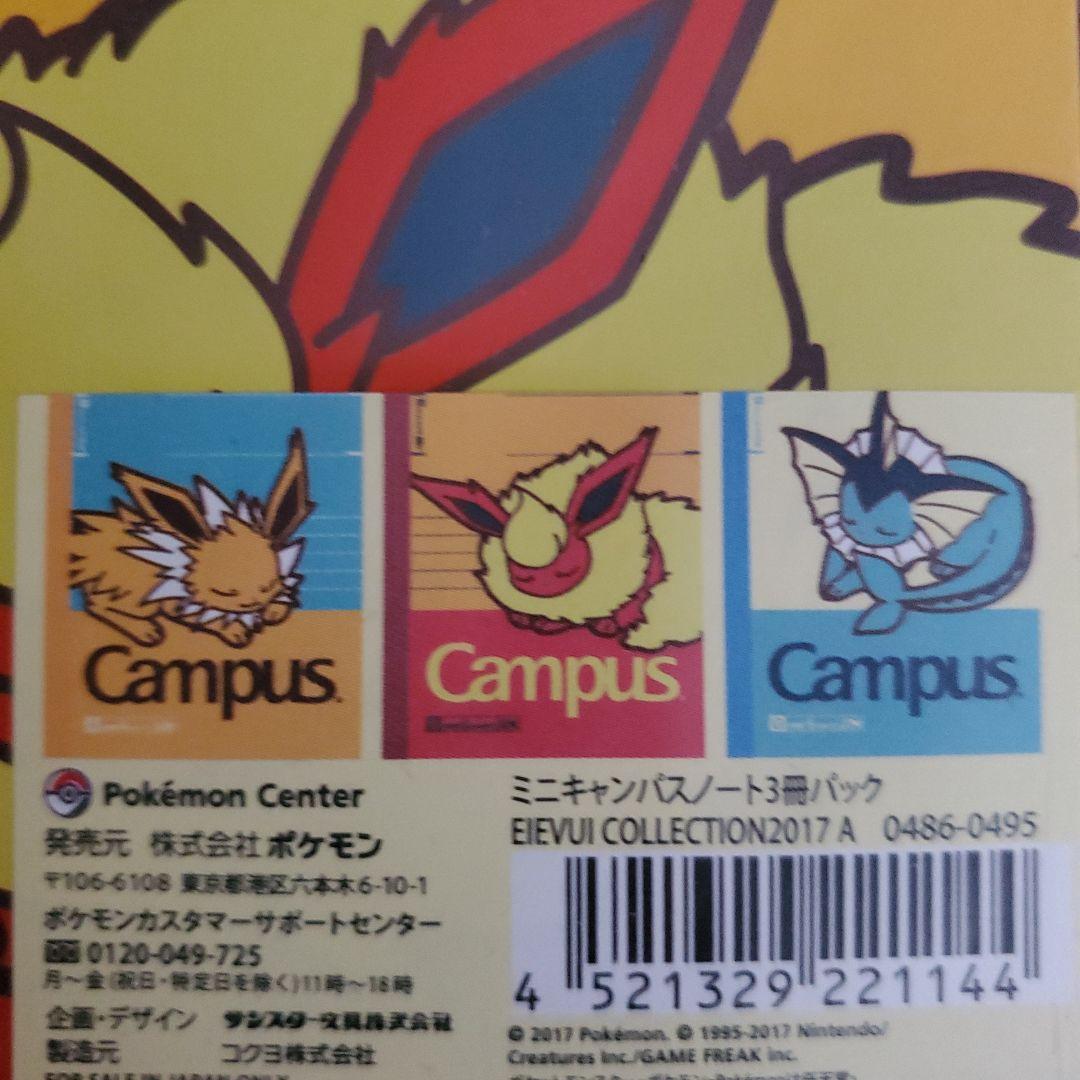 Campus
Campus
Campus
Pokémon Center
発売元 株式会社ポケモン
〒106-6108 東京都港区六本木6-10-1
ポケモンカスタマーサポートセンター
0120-049-725
月～金(祝日・特定日を除く)11時～18時
企画・デザイン サンスター文具株式会社
製造元 コクヨ株式会社
FOR SALE IN JAPAN ONLY
ミニキャンパスノート3冊パック
EIEVUI COLLECTION2017 A 0486-0495
4 521329 221144
© 2017 Pokémon. © 1995-2017 Nintendo/
Creatures Inc./GAME FREAK inc.